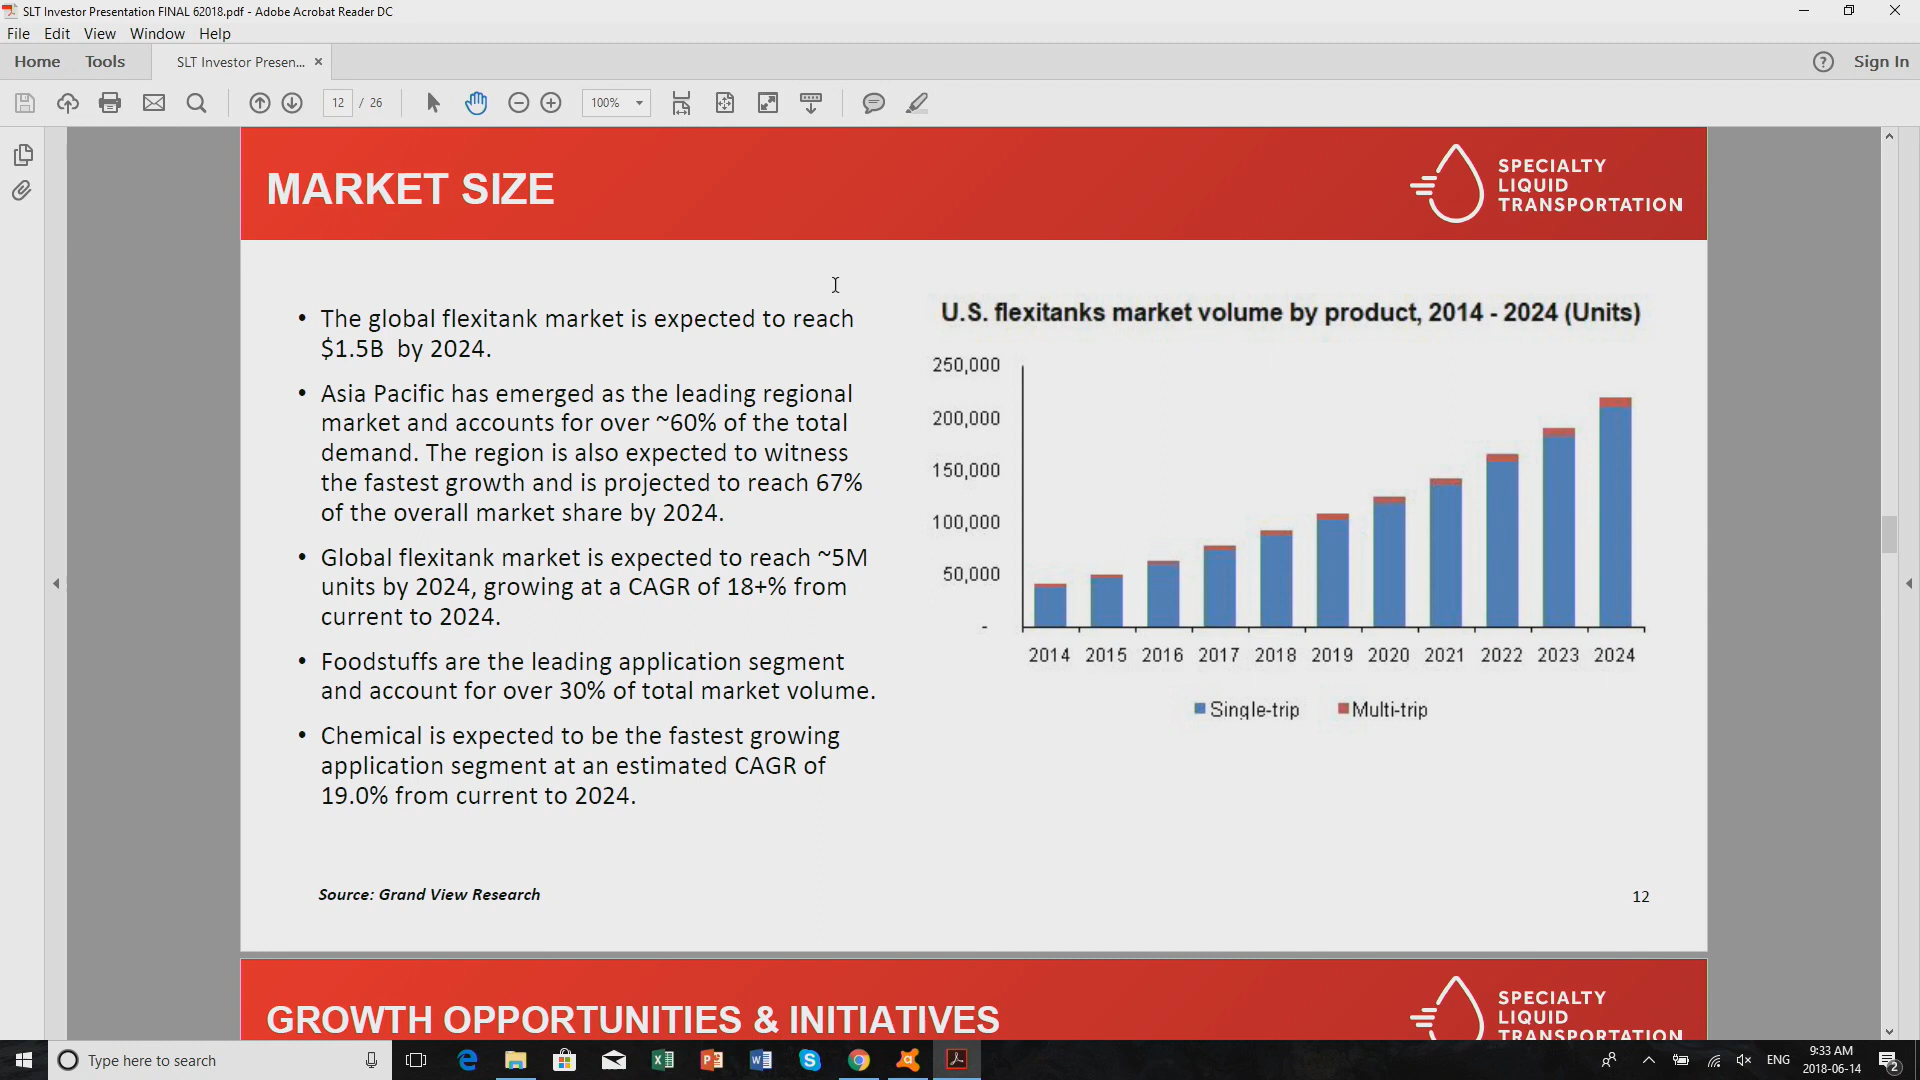 SLT Investor Presentation FINAL 62018.pdf - Adobe Acrobat Reader DC
File Edit View Window Help
Home Tools SLT Investor Presen... ×
? Sign In
12 / 26 100%
MARKET SIZE
SPECIALTY
LIQUID
TRANSPORTATION
• The global flexitank market is expected to reach
$1.5B by 2024.
• Asia Pacific has emerged as the leading regional
market and accounts for over ~60% of the total
demand. The region is also expected to witness
the fastest growth and is projected to reach 67%
of the overall market share by 2024.
• Global flexitank market is expected to reach ~5M
units by 2024, growing at a CAGR of 18+% from
current to 2024.
• Foodstuffs are the leading application segment
and account for over 30% of total market volume.
• Chemical is expected to be the fastest growing
application segment at an estimated CAGR of
19.0% from current to 2024.
Source: Grand View Research
U.S. flexitanks market volume by product, 2014 - 2024 (Units)
250,000
200,000
150,000
100,000
50,000
-
2014 2015 2016 2017 2018 2019 2020 2021 2022 2023 2024
Single-trip Multi-trip
12
GROWTH OPPORTUNITIES & INITIATIVES
SPECIALTY
LIQUID
TRANSPORTATION
Type here to search
ENG
9:33 AM
2018-06-14
2